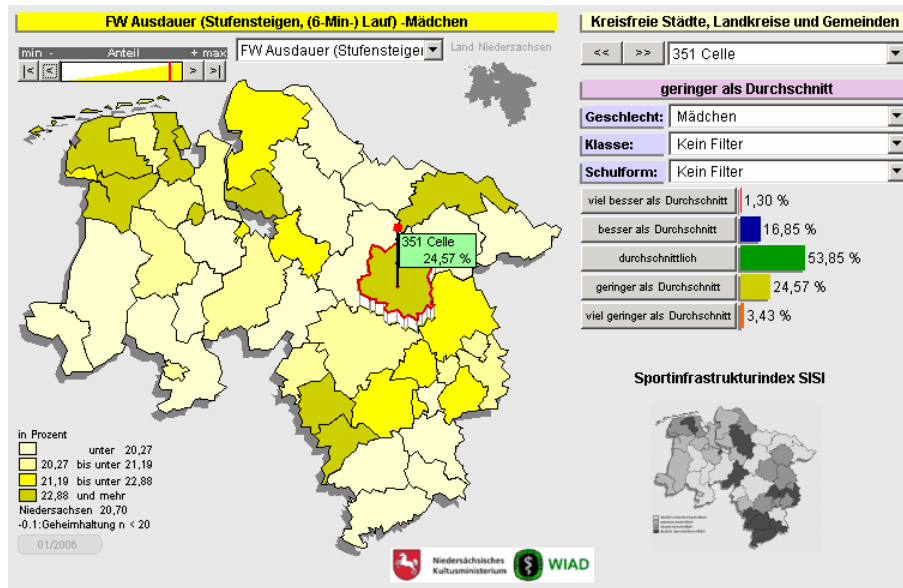 FW Ausdauer (Stufensteigen, (6-Min-) Lauf) -Mädchen
min - Anteil + max
|< < > >|
FW Ausdauer (Stufensteiger
Land Niedersachsen
351 Celle
24,57 %
in Prozent
unter 20,27
20,27 bis unter 21,19
21,19 bis unter 22,88
22,88 und mehr
Niedersachsen 20,70
-0.1:Geheimhaltung n < 20
01/2006
Kreisfreie Städte, Landkreise und Gemeinden
<< >> 351 Celle
geringer als Durchschnitt
Geschlecht: Mädchen
Klasse: Kein Filter
Schulform: Kein Filter
viel besser als Durchschnitt 1,30 %
besser als Durchschnitt 16,85 %
durchschnittlich 53,85 %
geringer als Durchschnitt 24,57 %
viel geringer als Durchschnitt 3,43 %
Sportinfrastrukturindex SISI
Niedersächsisches
Kultusministerium
WIAD